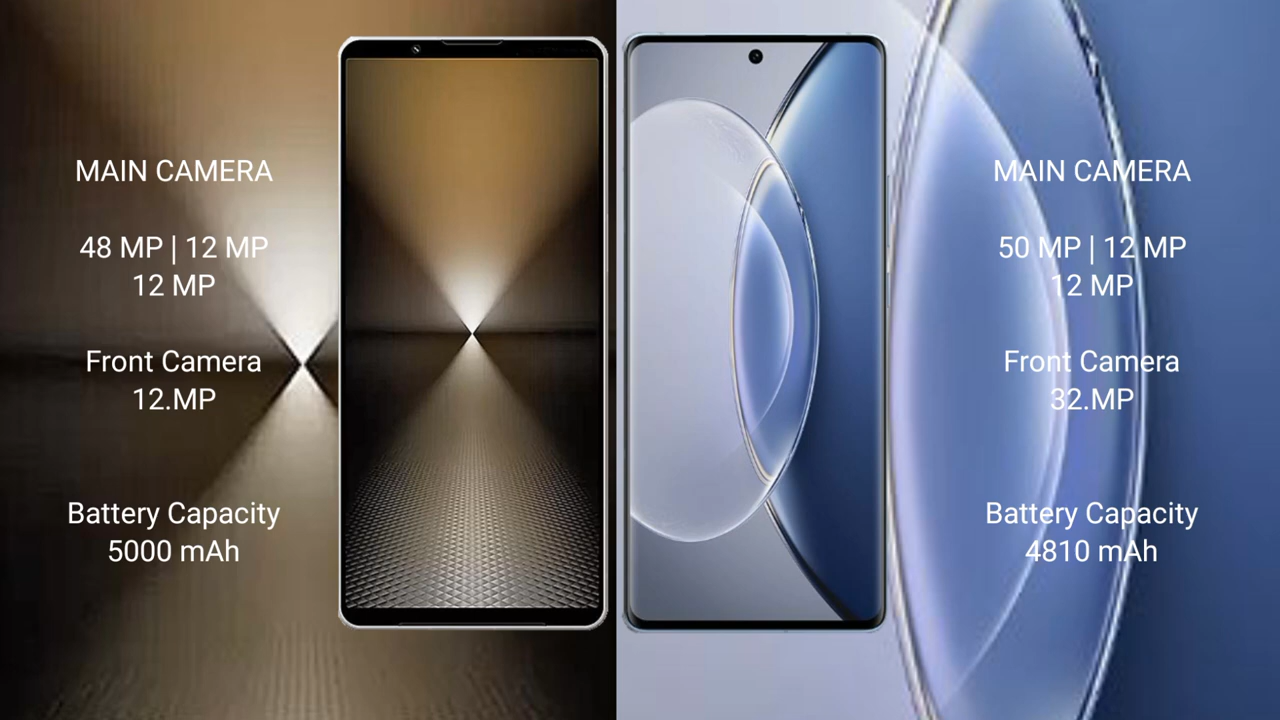 MAIN CAMERA
48 MP | 12 MP
12 MP
Front Camera
12.MP
Battery Capacity
5000 mAh
MAIN CAMERA
50 MP | 12 MP
12 MP
Front Camera
32.MP
Battery Capacity
4810 mAh